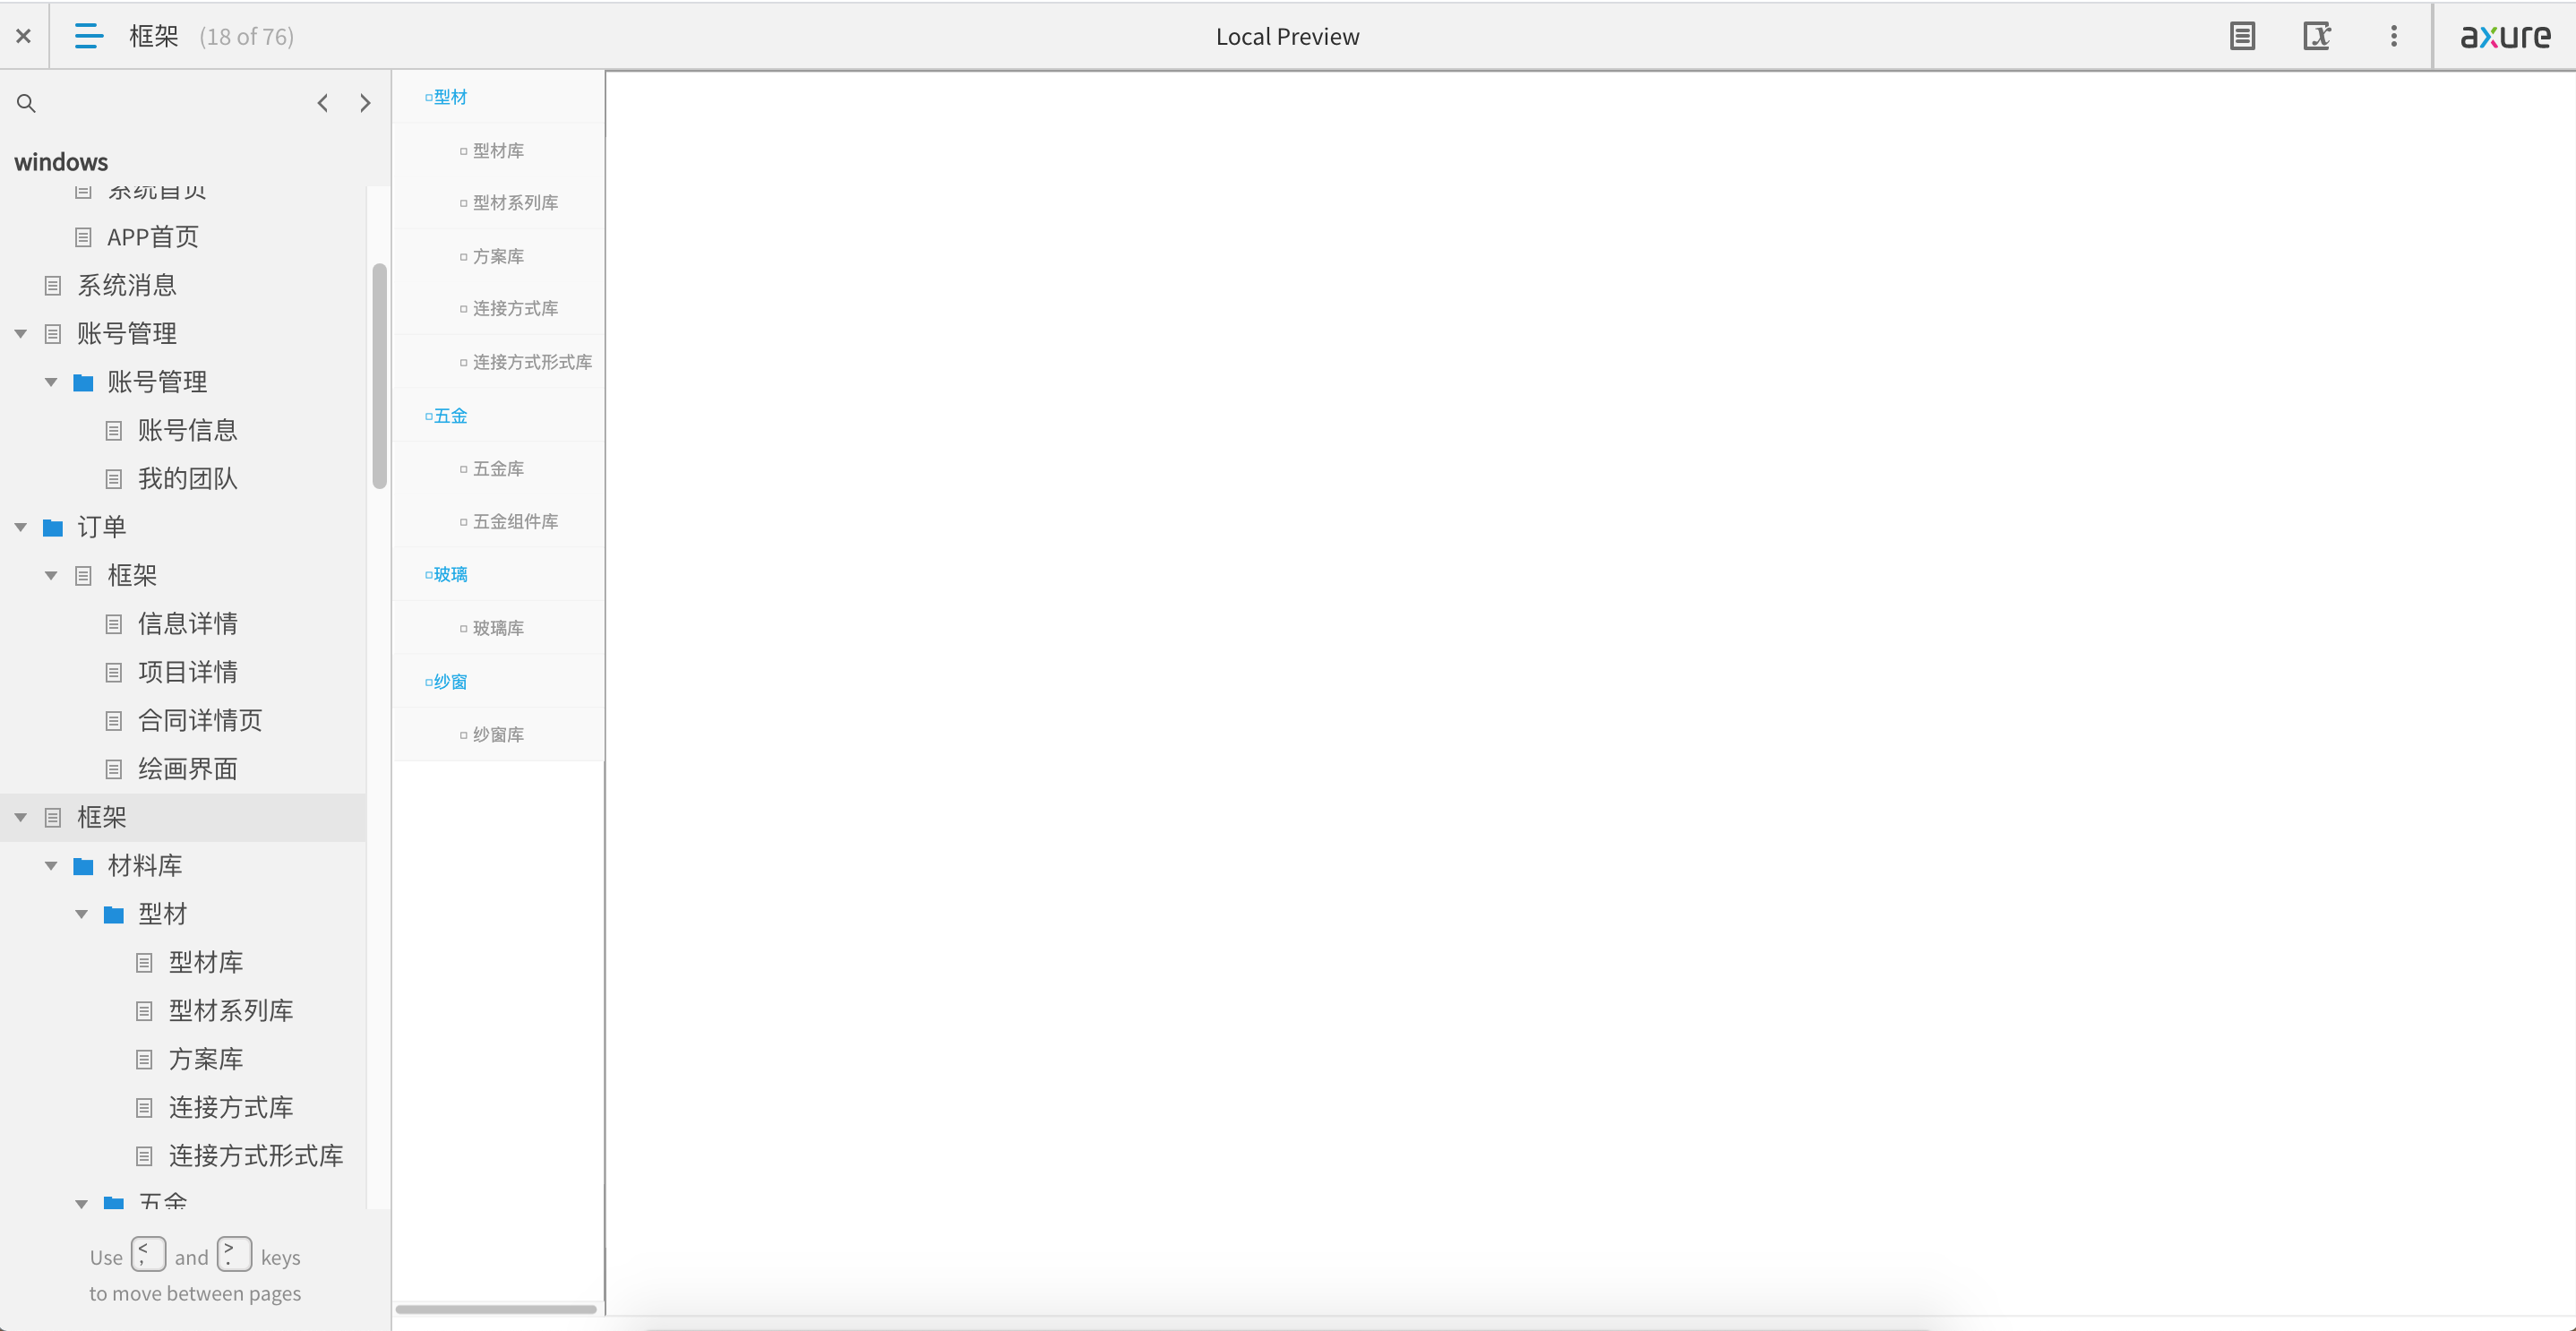 框架 (18 of 76)
Local Preview
axure
windows
系统首页
APP首页
系统消息
账号管理
账号管理
账号信息
我的团队
订单
框架
信息详情
项目详情
合同详情页
绘画界面
框架
材料库
型材
型材库
型材系列库
方案库
连接方式库
连接方式形式库
五金
Use < , and > . keys
to move between pages
型材
型材库
型材系列库
方案库
连接方式库
连接方式形式库
五金
五金库
五金组件库
玻璃
玻璃库
纱窗
纱窗库